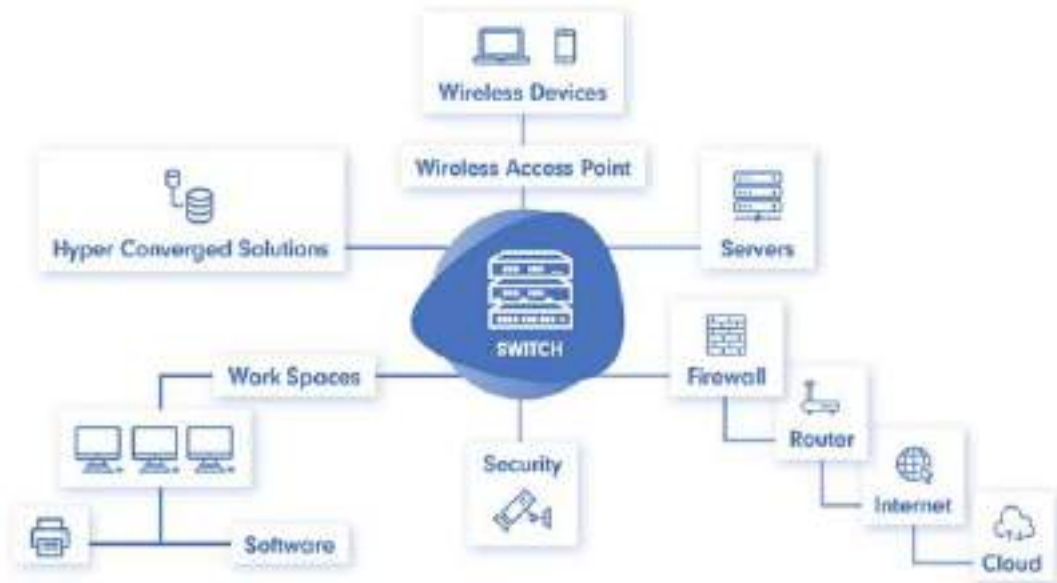 Wireless Devices
Wireless Access Point
Hyper Converged Solutions
Servers
SWITCH
Work Spaces
Firewall
Router
Security
Internet
Software
Cloud